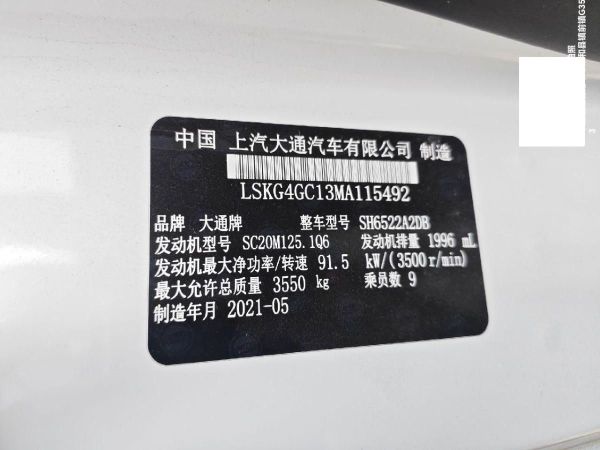 中国 上汽大通汽车有限公司 制造
LSKG4GC13MA115492
品牌 大通牌 整车型号 SH6522A2DB
发动机型号 SC20M125.1Q6 发动机排量 1996 mL
发动机最大净功率/转速 91.5 kW/(3500r/min)
最大允许总质量 3550 kg 乘员数 9
制造年月 2021-05